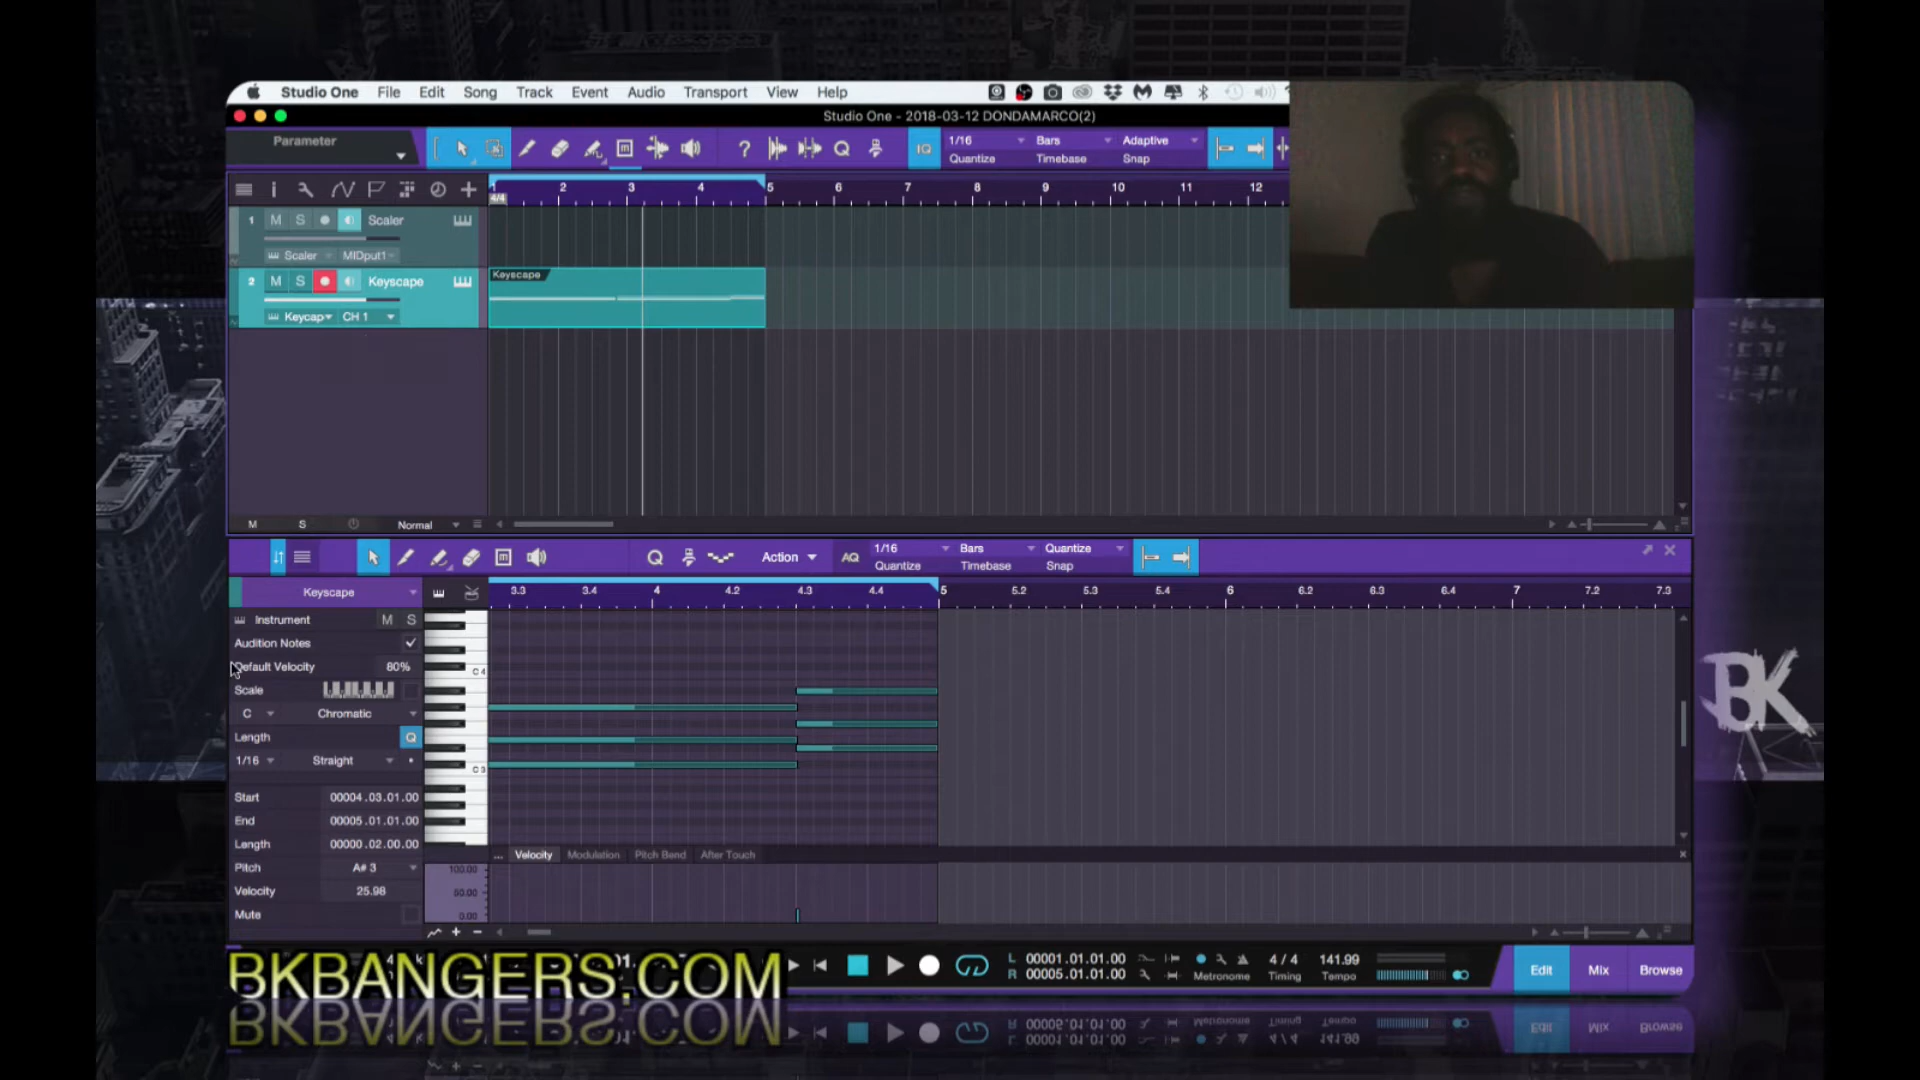 Studio One File Edit Song Track Event Audio Transport View Help
Studio One - 2018-03-12 DONDAMARCO(2)
Parameter
? Q IQ 1/16 Bars Adaptive
Quantize Timebase Snap
1 2 3 4 5 6 7 8 9 10 11 12
4/4
1 M S Scaler
Scaler MIDput1
Keyscape
2 M S Keyscape
Keycap CH 1
M S Normal
Q Action AQ 1/16 Bars Quantize
Quantize Timebase Snap
Keyscape 3.3 3.4 4 4.2 4.3 4.4 5 5.2 5.3 5.4 6 6.2 6.3 6.4 7 7.2 7.3
Instrument M S
Audition Notes
Default Velocity 80%
C 4
Scale
C Chromatic
Length Q
1/16 Straight
C 3
Start 00004.03.01.00
End 00005.01.01.00
Length 00000.02.00.00
... Velocity Modulation Pitch Bend After Touch
Pitch A# 3
100.00
Velocity 25.98
50.00
Mute
0.00
BK
BKBANGERS.COM
L 00001.01.01.00
R 00005.01.01.00
Metronome
4 / 4
Timing
141.99
Tempo
Edit Mix Browse